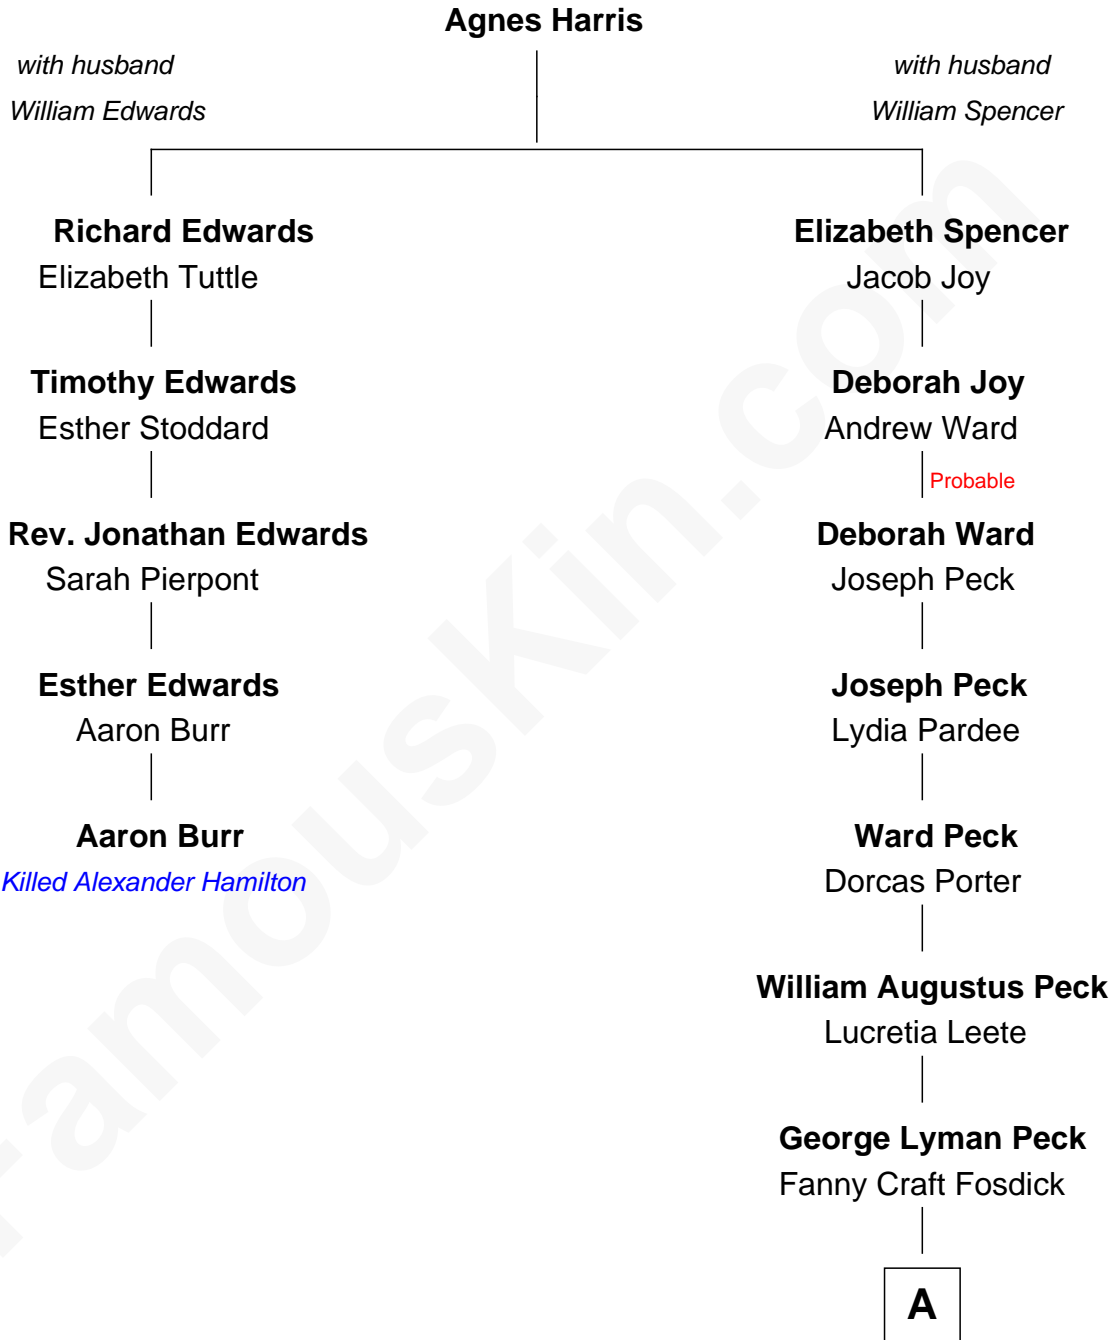 Agnes Harris
with husband
William Edwards
with husband
William Spencer
Richard Edwards
Elizabeth Tuttle
Timothy Edwards
Esther Stoddard
Rev. Jonathan Edwards
Sarah Pierpont
Esther Edwards
Aaron Burr
Aaron Burr
Killed Alexander Hamilton
Elizabeth Spencer
Jacob Joy
Deborah Joy
Andrew Ward
Probable
Deborah Ward
Joseph Peck
Joseph Peck
Lydia Pardee
Ward Peck
Dorcas Porter
William Augustus Peck
Lucretia Leete
George Lyman Peck
Fanny Craft Fosdick
A
FamousKin.com